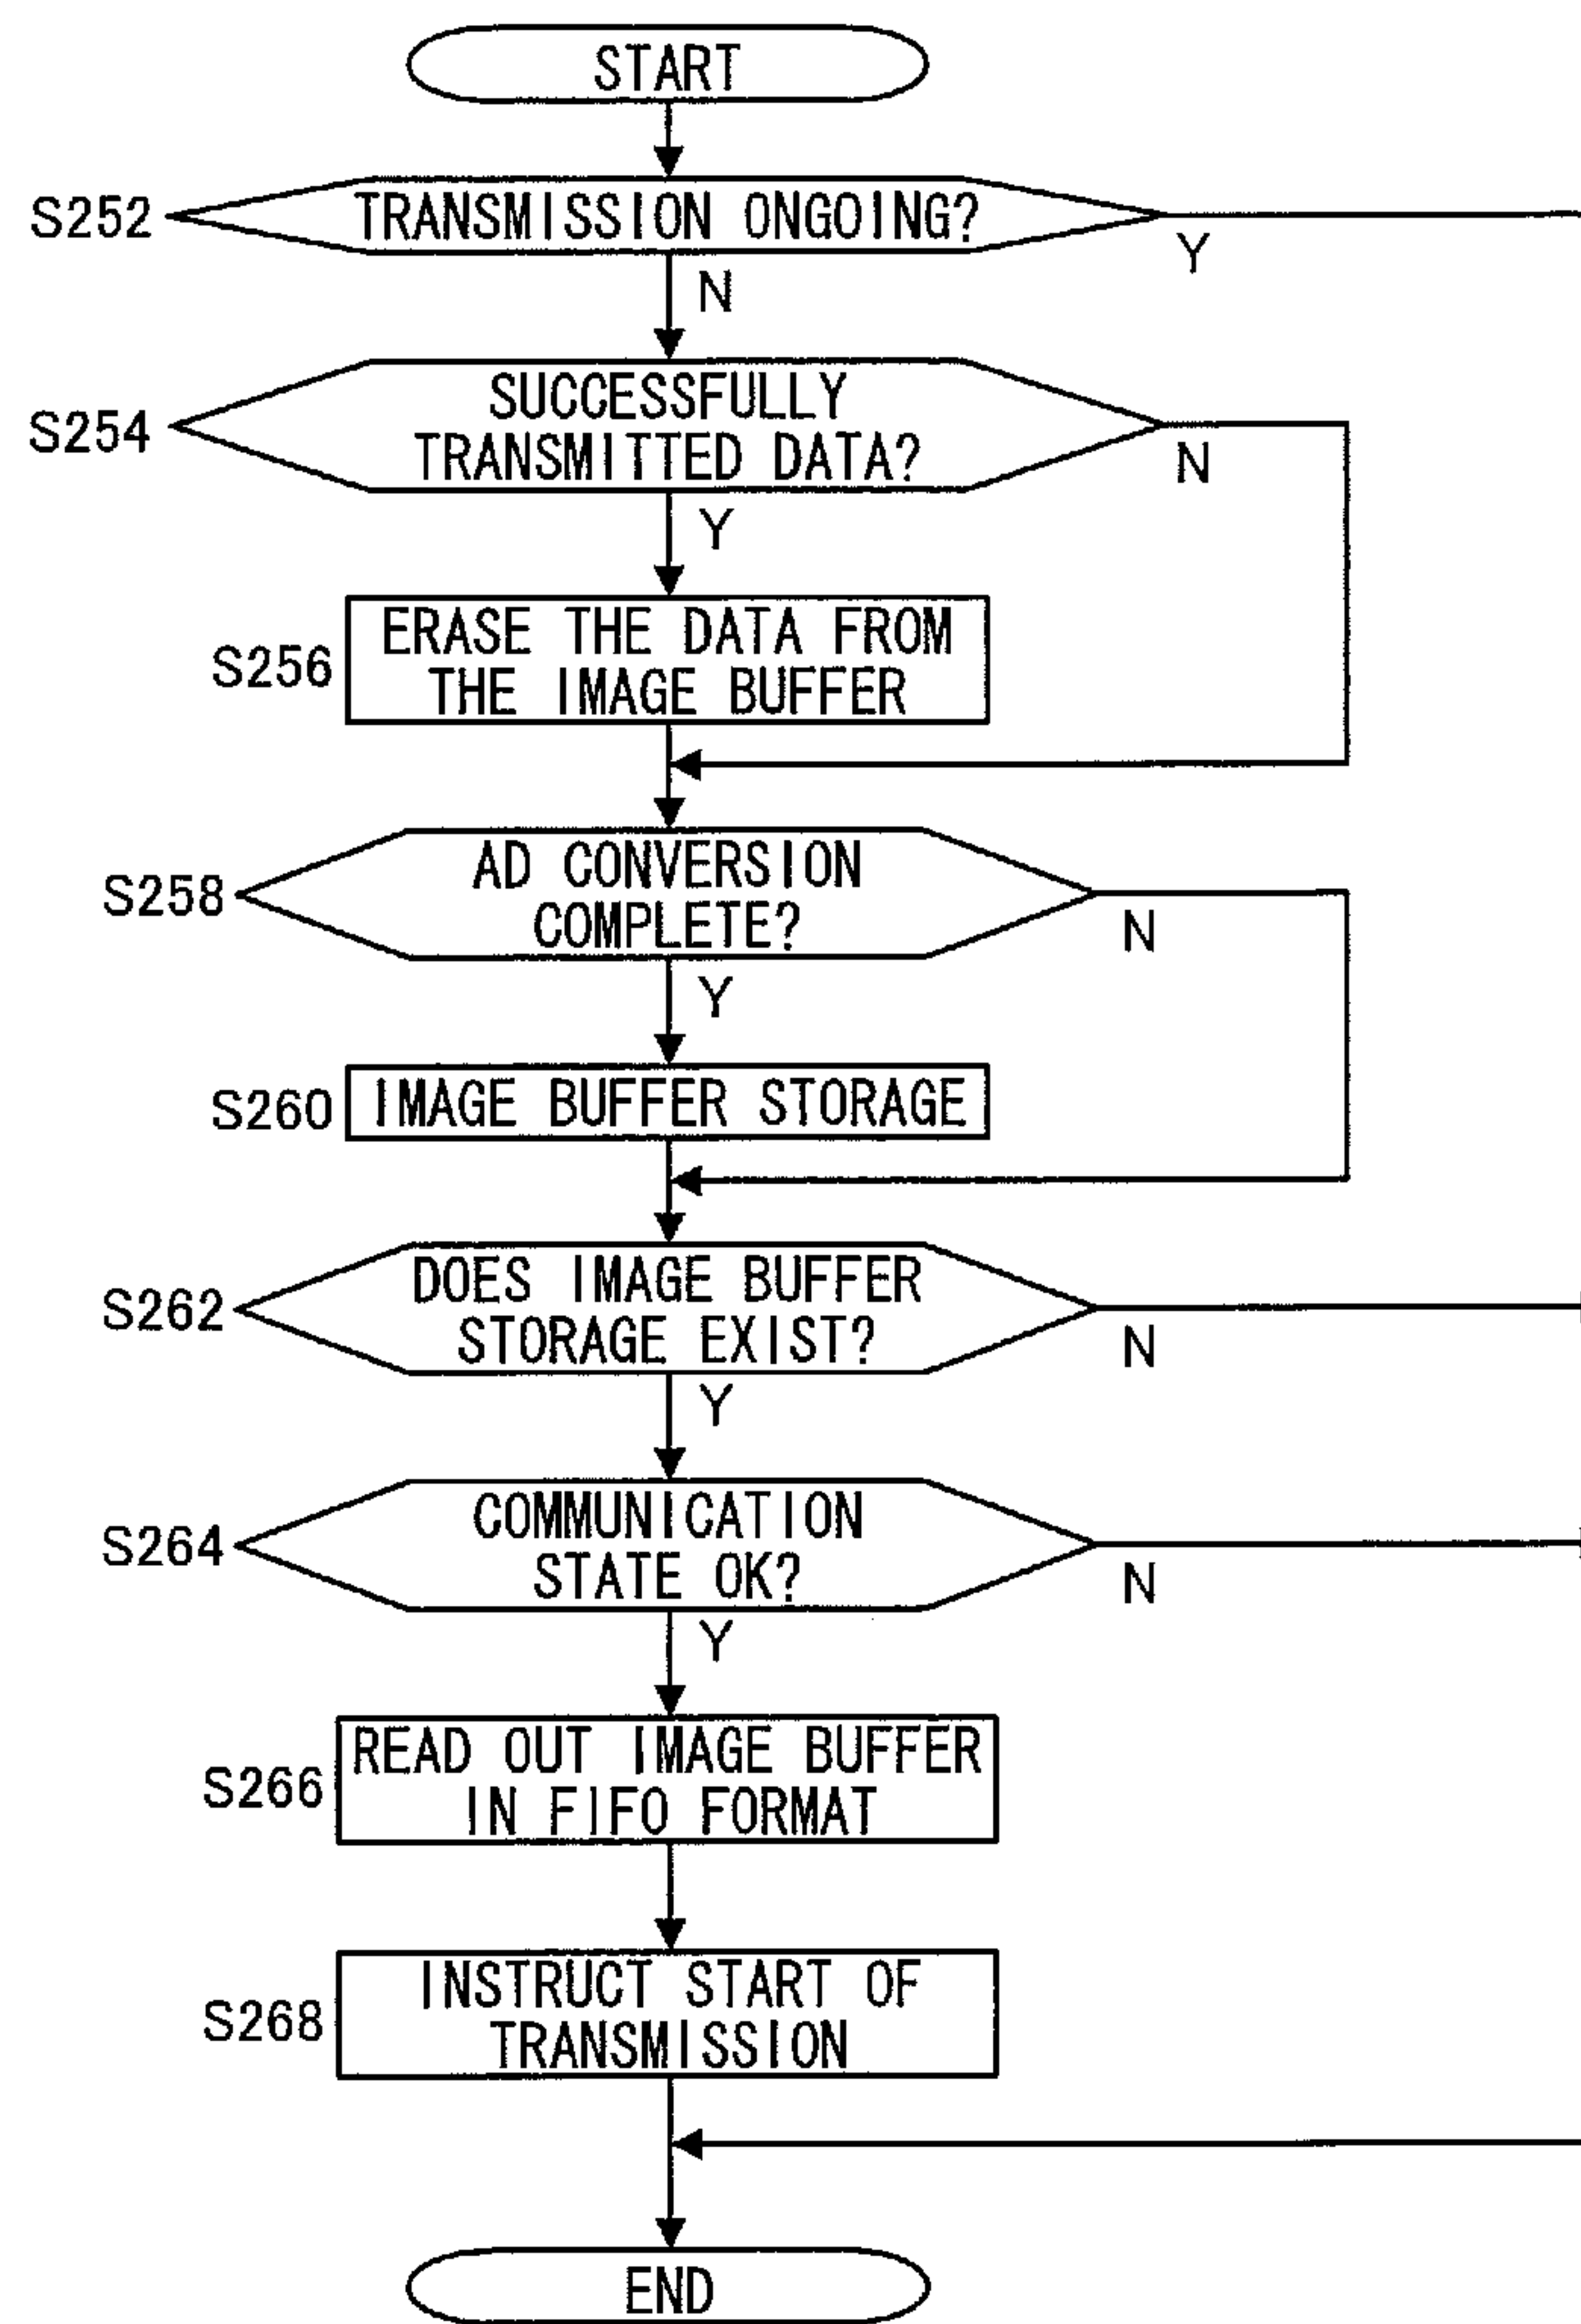 START
S252
TRANSMISSION ONGOING?
Y
N
S254
SUCCESSFULLY
TRANSMITTED DATA?
N
Y
S256
ERASE THE DATA FROM
THE IMAGE BUFFER
S258
AD CONVERSION
COMPLETE?
N
Y
S260
IMAGE BUFFER STORAGE
S262
DOES IMAGE BUFFER
STORAGE EXIST?
N
Y
S264
COMMUNICATION
STATE OK?
N
Y
S266
READ OUT IMAGE BUFFER
IN FIFO FORMAT
S268
INSTRUCT START OF
TRANSMISSION
END